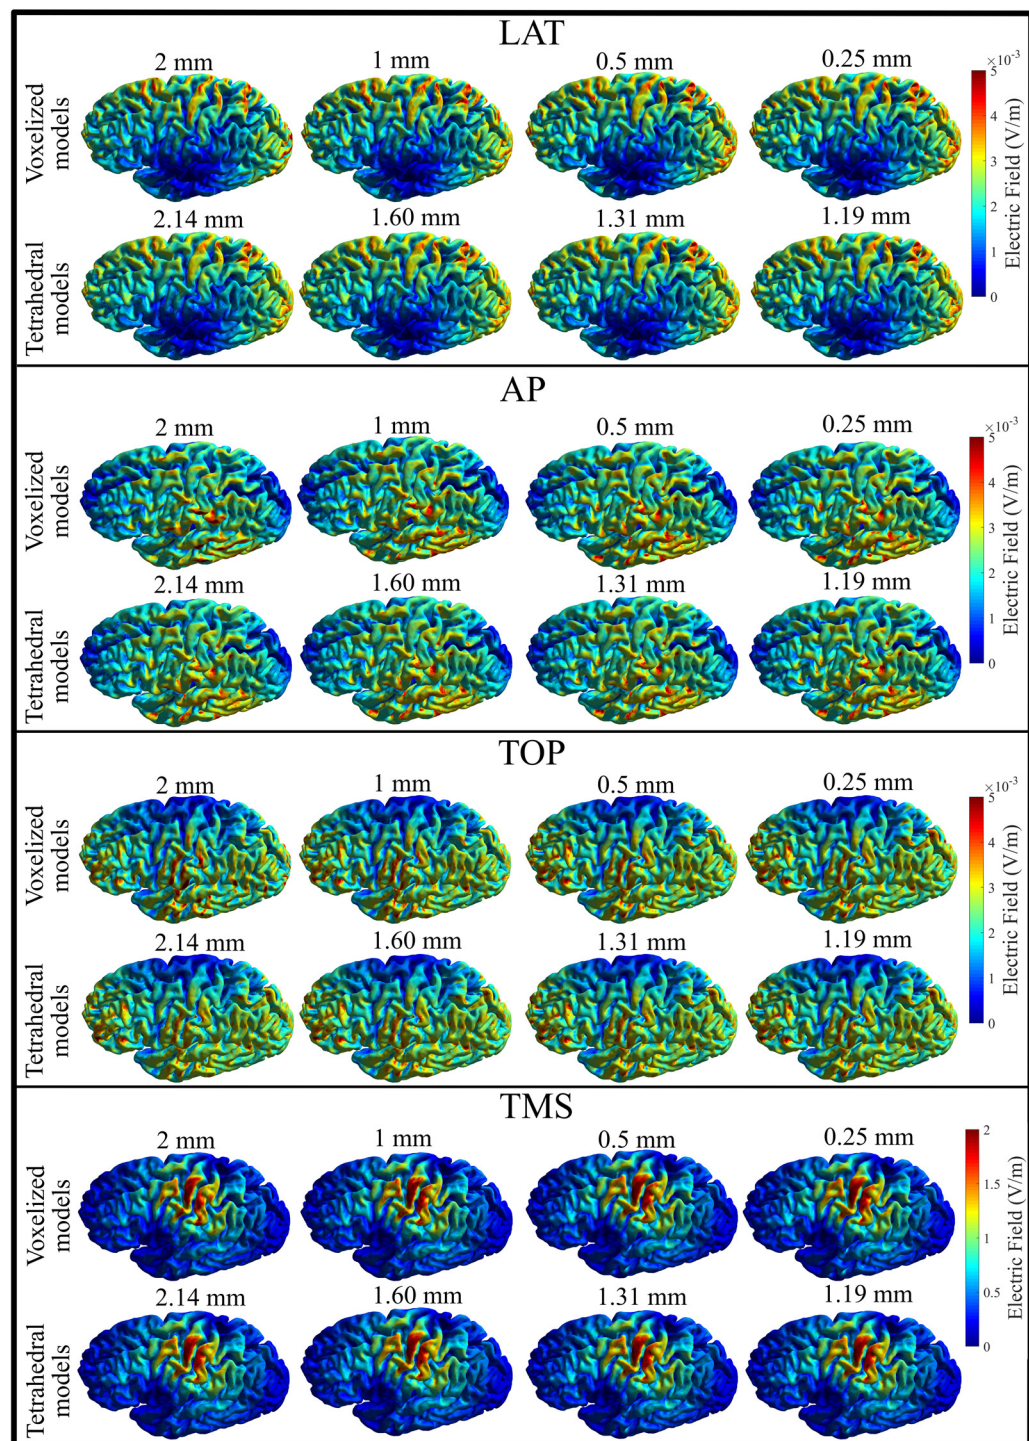 LAT
2 mm 1 mm 0.5 mm 0.25 mm
Voxelized
models
2.14 mm 1.60 mm 1.31 mm 1.19 mm
Tetrahedral
models
×10⁻³
5
4
3
2
1
0
Electric Field (V/m)
AP
2 mm 1 mm 0.5 mm 0.25 mm
Voxelized
models
2.14 mm 1.60 mm 1.31 mm 1.19 mm
Tetrahedral
models
×10⁻³
5
4
3
2
1
0
Electric Field (V/m)
TOP
2 mm 1 mm 0.5 mm 0.25 mm
Voxelized
models
2.14 mm 1.60 mm 1.31 mm 1.19 mm
Tetrahedral
models
×10⁻³
5
4
3
2
1
0
Electric Field (V/m)
TMS
2 mm 1 mm 0.5 mm 0.25 mm
Voxelized
models
2.14 mm 1.60 mm 1.31 mm 1.19 mm
Tetrahedral
models
2
1.5
1
0.5
0
Electric Field (V/m)